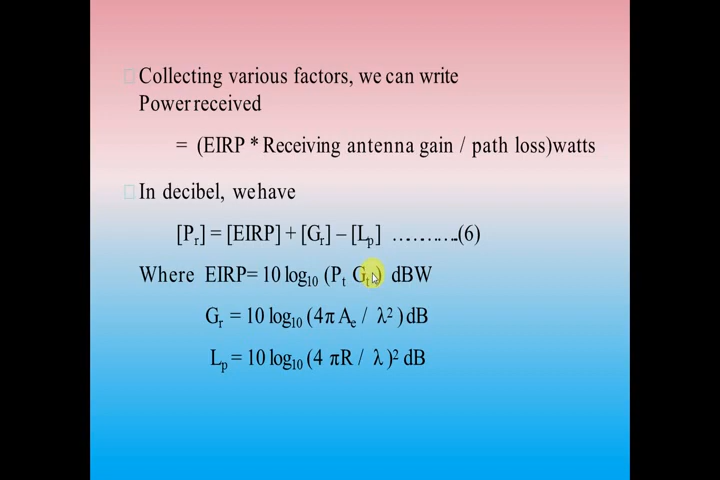 Collecting various factors, we can write
Power received
= (EIRP * Receiving antenna gain / path loss)watts
In decibel, we have
[Pr] = [EIRP] + [Gr] – [Lp] ………….(6)
Where EIRP= 10 log10 (Pt Gt) dBW
Gr = 10 log10 (4π Ae / λ² ) dB
Lp = 10 log10 (4 πR / λ )² dB